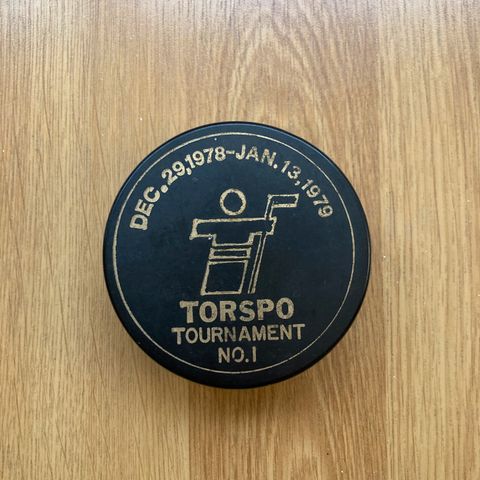 DEC.29,1978-JAN.13,1979
TORSPO
TOURNAMENT
NO.1